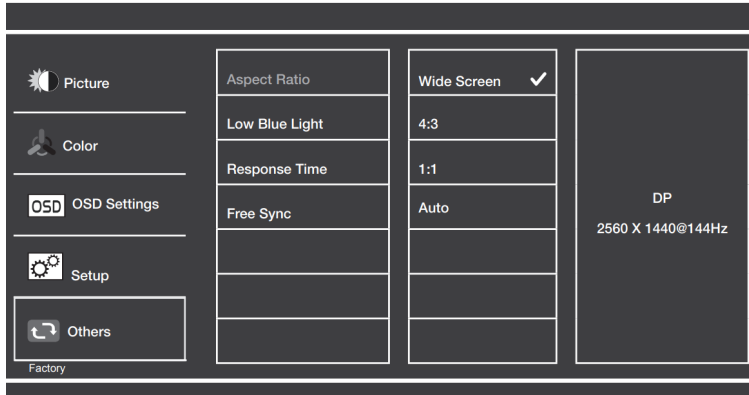 Picture
Color
OSD OSD Settings
Setup
Others
Factory
Aspect Ratio
Low Blue Light
Response Time
Free Sync
Wide Screen
4:3
1:1
Auto
DP
2560 X 1440@144Hz